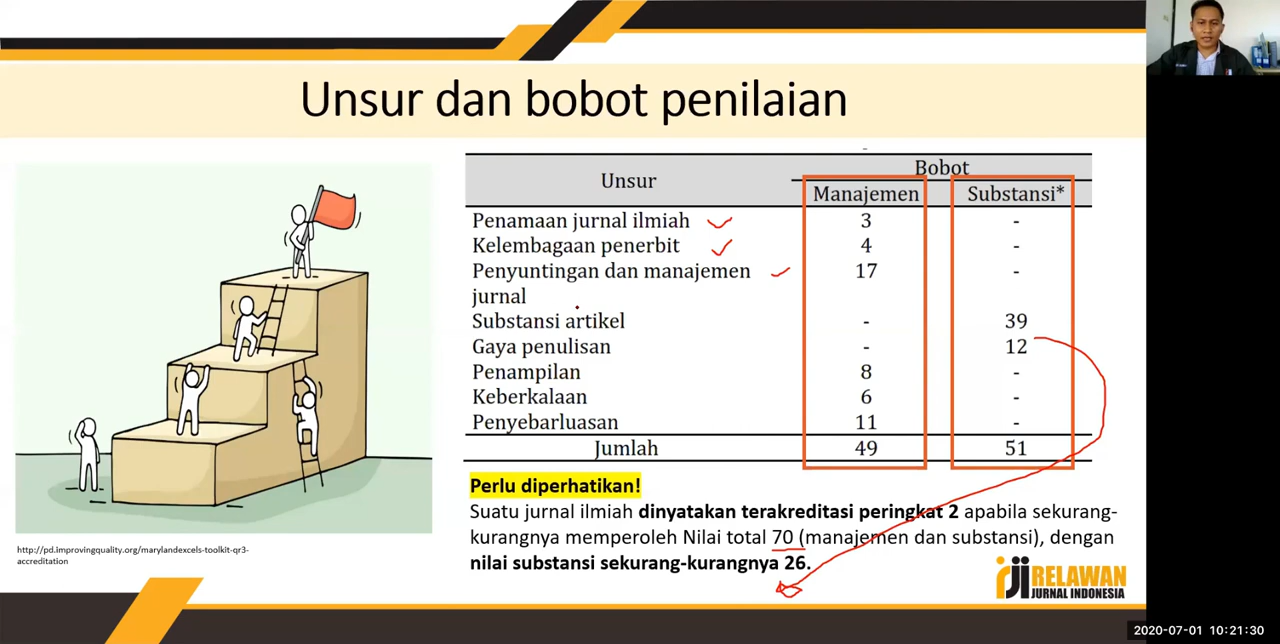 Unsur dan bobot penilaian
Unsur Bobot
Manajemen Substansi*
Penamaan jurnal ilmiah 3 -
Kelembagaan penerbit 4 -
Penyuntingan dan manajemen 17 -
jurnal
Substansi artikel - 39
Gaya penulisan - 12
Penampilan 8 -
Keberkalaan 6 -
Penyebarluasan 11 -
Jumlah 49 51
Perlu diperhatikan!
Suatu jurnal ilmiah dinyatakan terakreditasi peringkat 2 apabila sekurang-
kurangnya memperoleh Nilai total 70 (manajemen dan substansi), dengan
nilai substansi sekurang-kurangnya 26.
http://pd.improvingquality.org/marylandexcels-toolkit-qr3-
accreditation
rji RELAWAN
JURNAL INDONESIA
2020-07-01 10:21:30